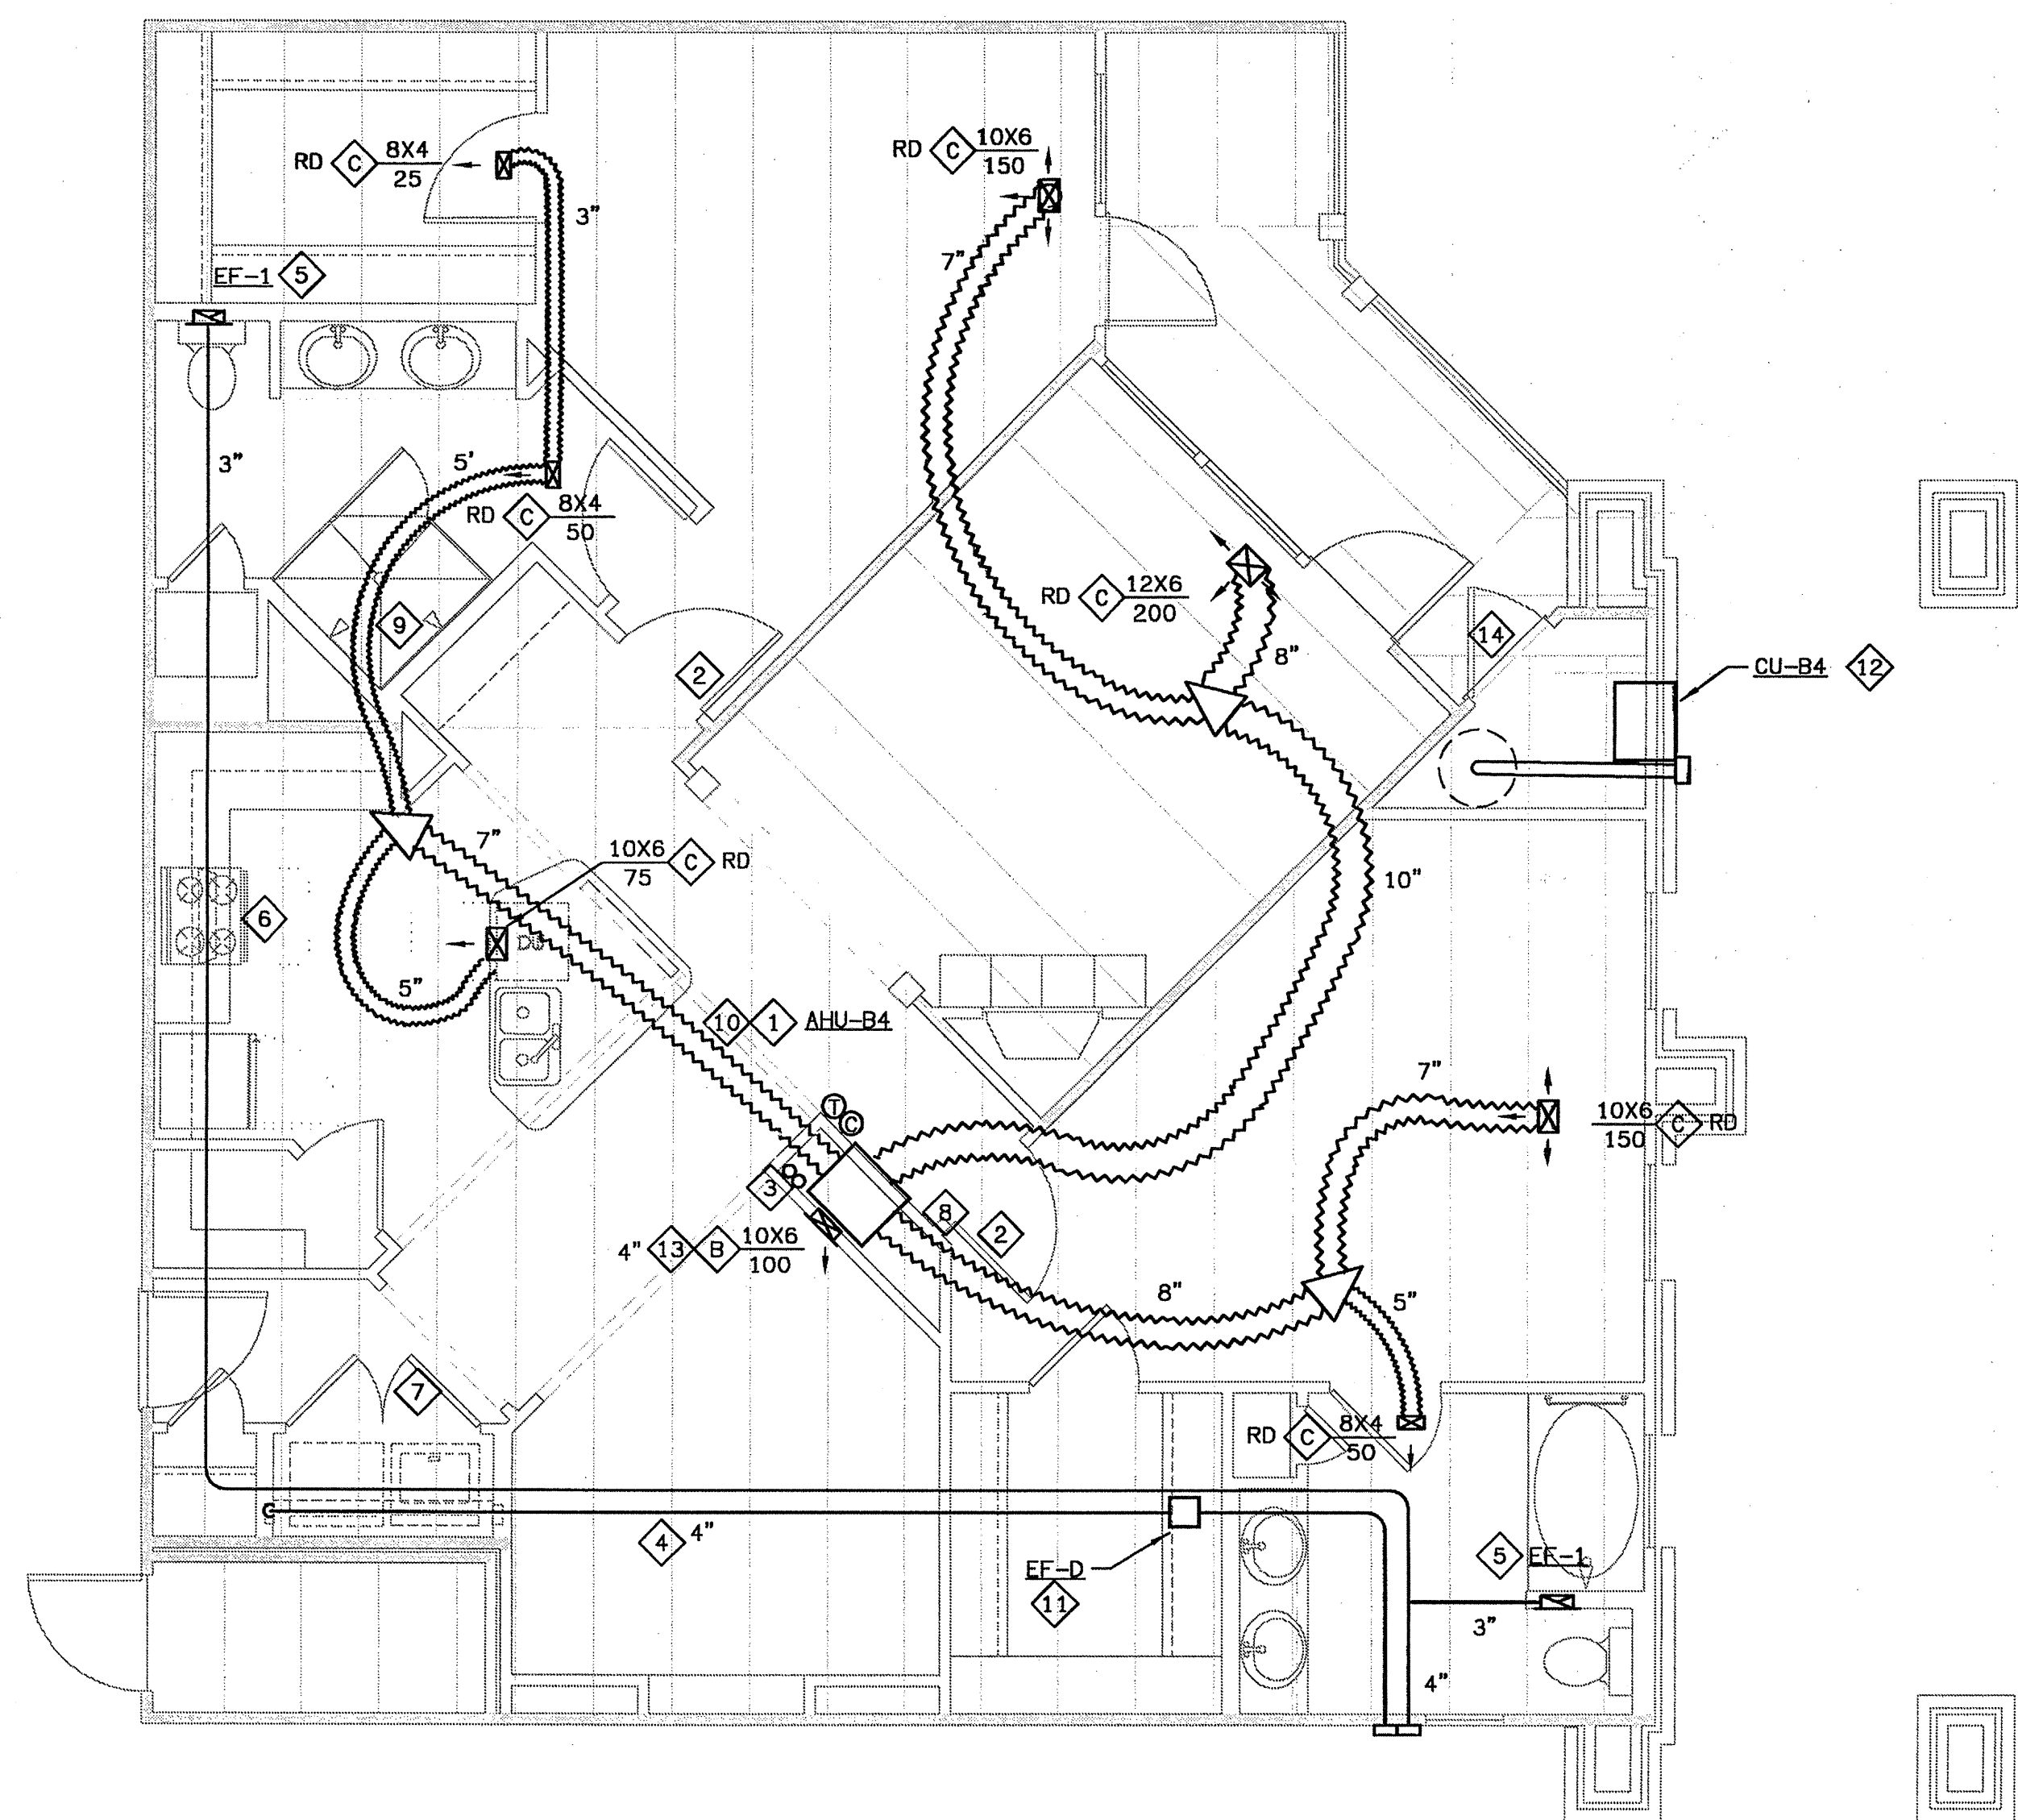 RD C 8X4
25
3"
RD C 10X6
150
7"
EF-1 5
3"
5'
RD C 8X4
50
9
2
RD C 12X6
200
8"
14
CU-B4 12
7"
10X6 C RD
75
10"
6
DW
5"
10 1 AHU-B4
T
C
7"
10X6 C RD
150
3
8 2
4" 13 B 10X6
100
8"
5"
7
RD C 8X4
50
4 4"
EF-D
11
5 EF-1
3"
4"